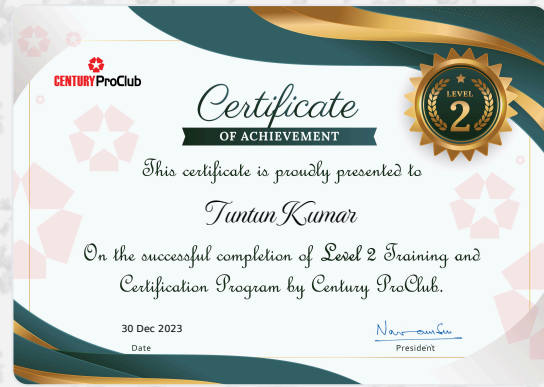 CENTURY ProClub
Certificate
OF ACHIEVEMENT
LEVEL
2
This certificate is proudly presented to
Tuntun Kumar
On the successful completion of Level 2 Training and
Certification Program by Century ProClub.
30 Dec 2023
Date
President